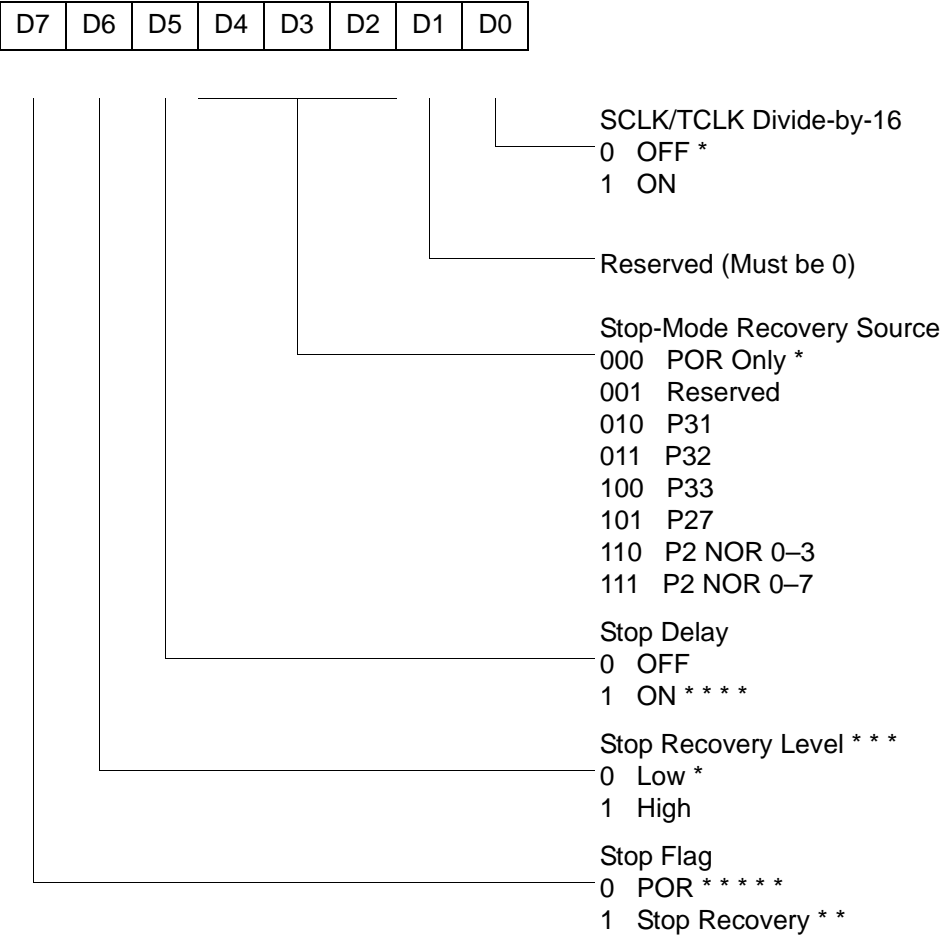 D7 D6 D5 D4 D3 D2 D1 D0
SCLK/TCLK Divide-by-16
0 OFF *
1 ON
Reserved (Must be 0)
Stop-Mode Recovery Source
000 POR Only *
001 Reserved
010 P31
011 P32
100 P33
101 P27
110 P2 NOR 0–3
111 P2 NOR 0–7
Stop Delay
0 OFF
1 ON * * * *
Stop Recovery Level * * *
0 Low *
1 High
Stop Flag
0 POR * * * * *
1 Stop Recovery * *